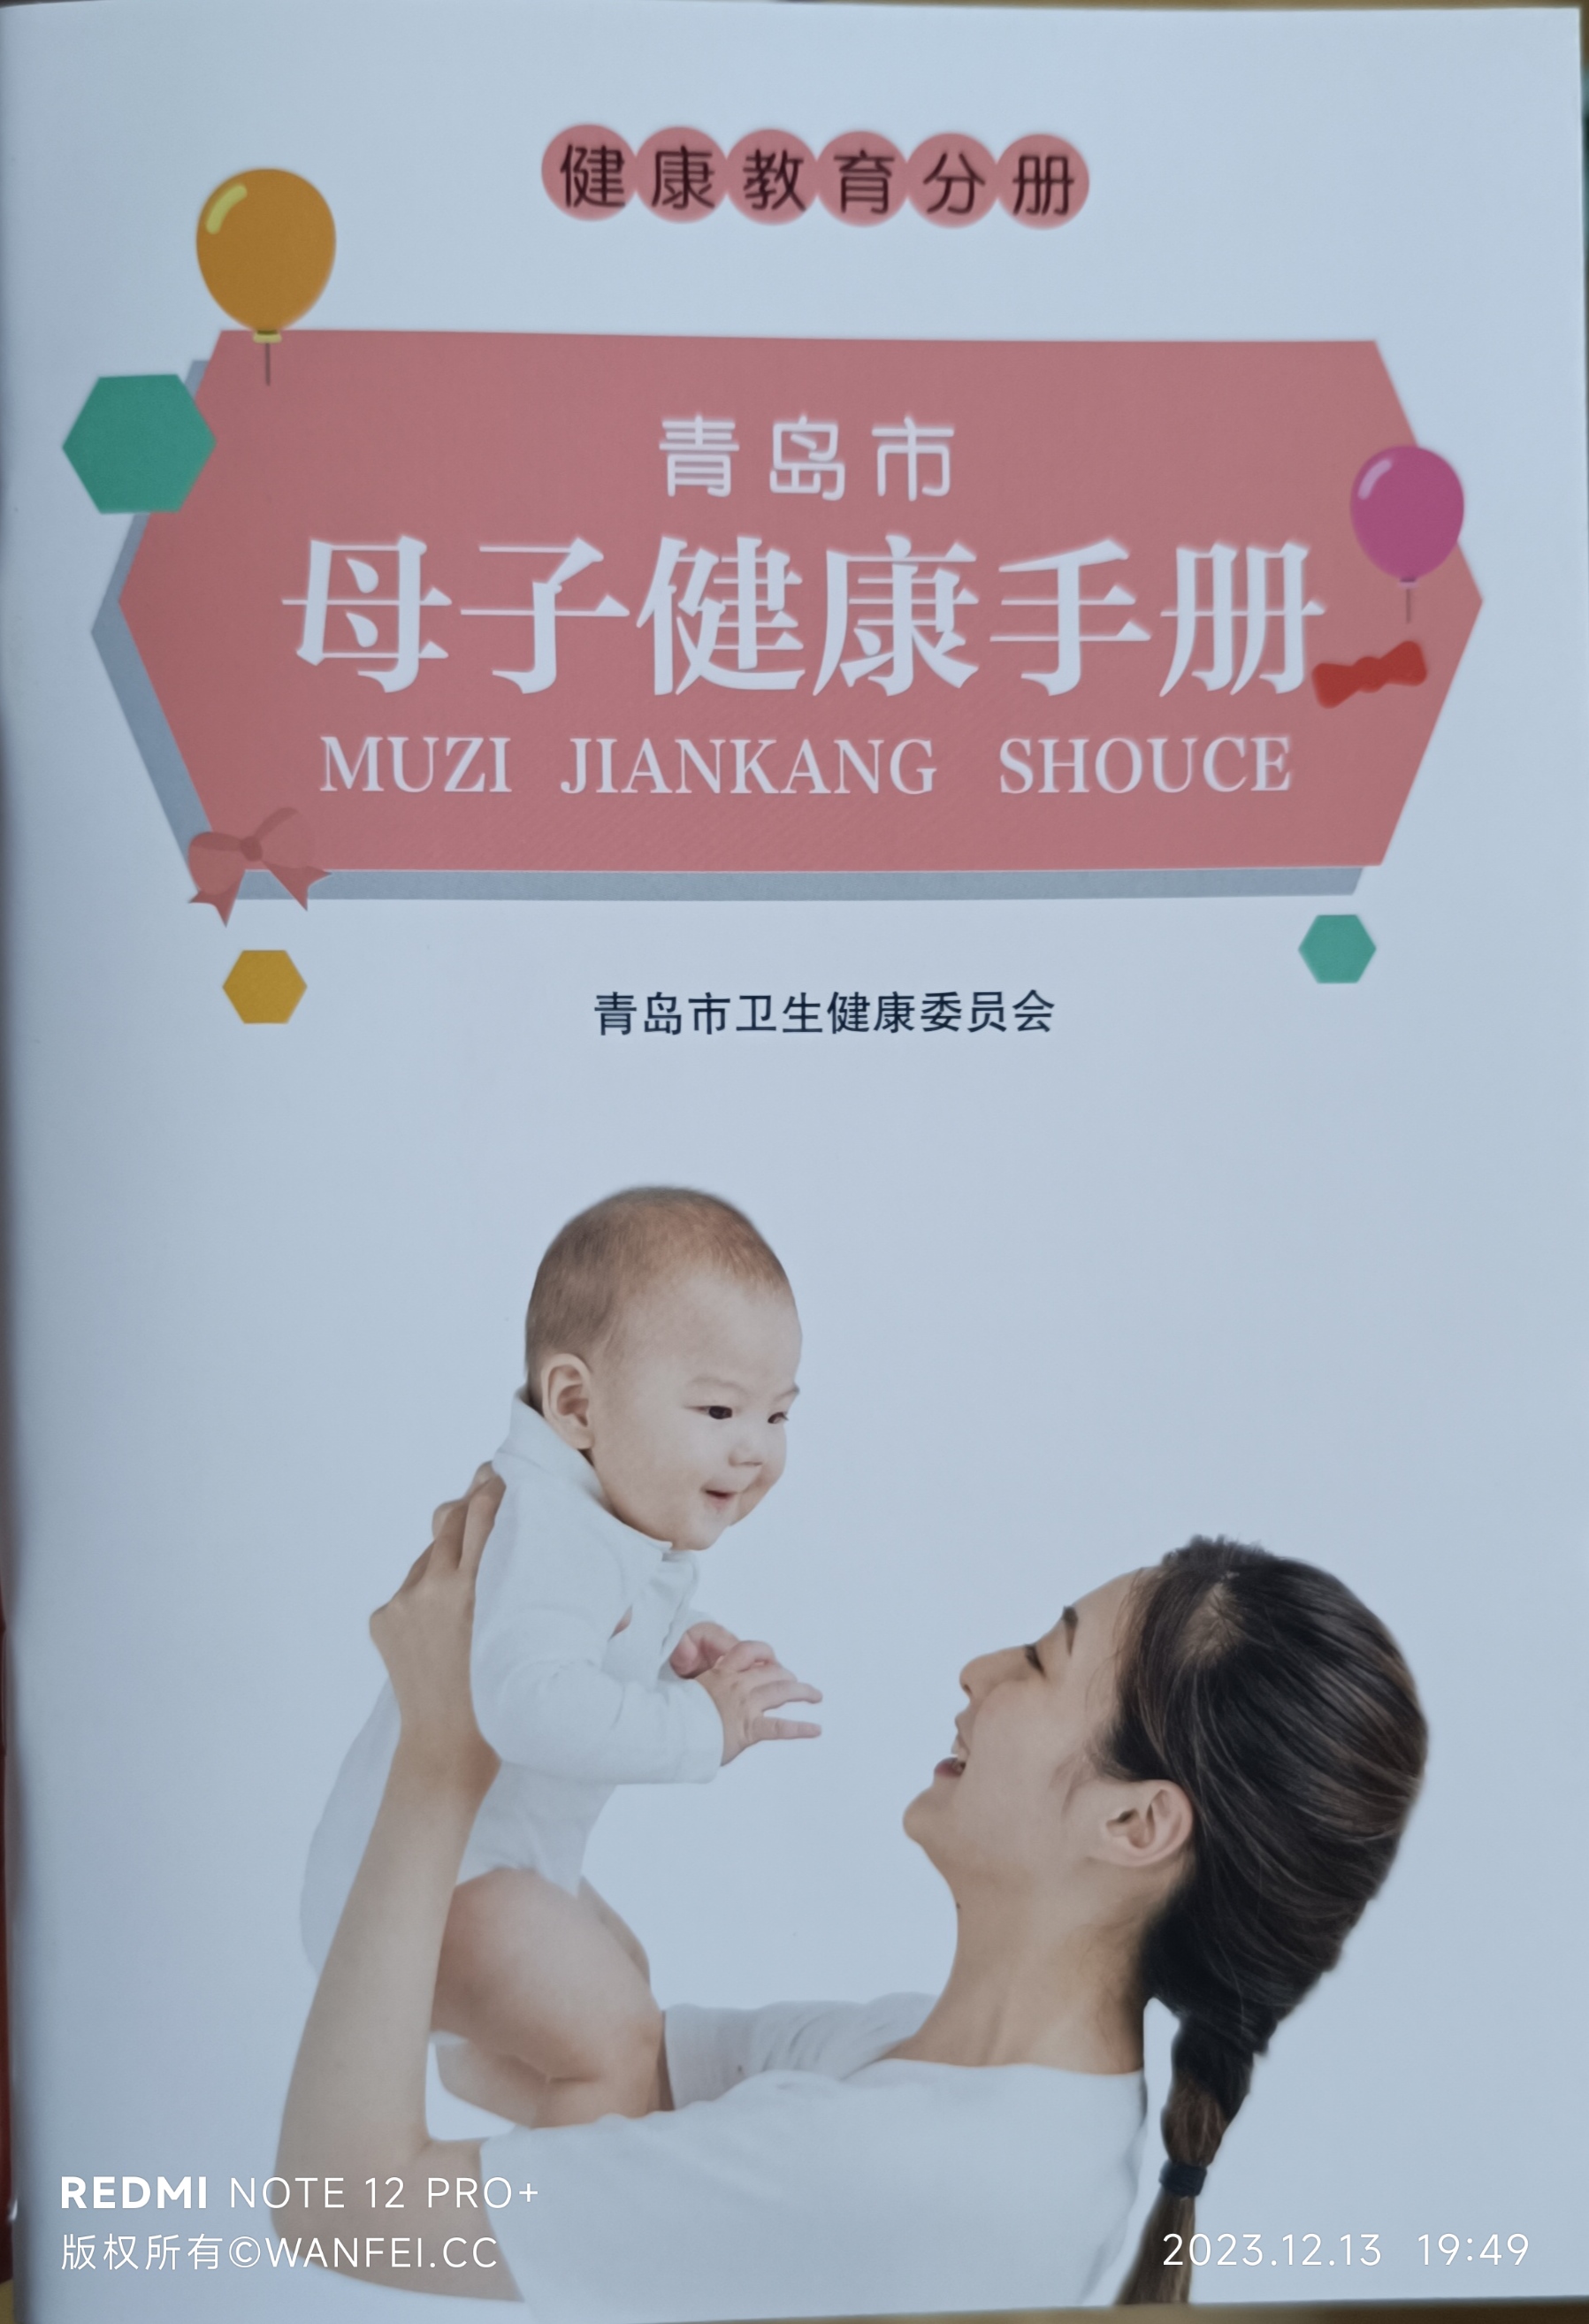 健康教育分册
青岛市
母子健康手册
MUZI JIANKANG SHOUCE
青岛市卫生健康委员会
REDMI NOTE 12 PRO+
版权所有©WANFEI.CC
2023.12.13 19:49